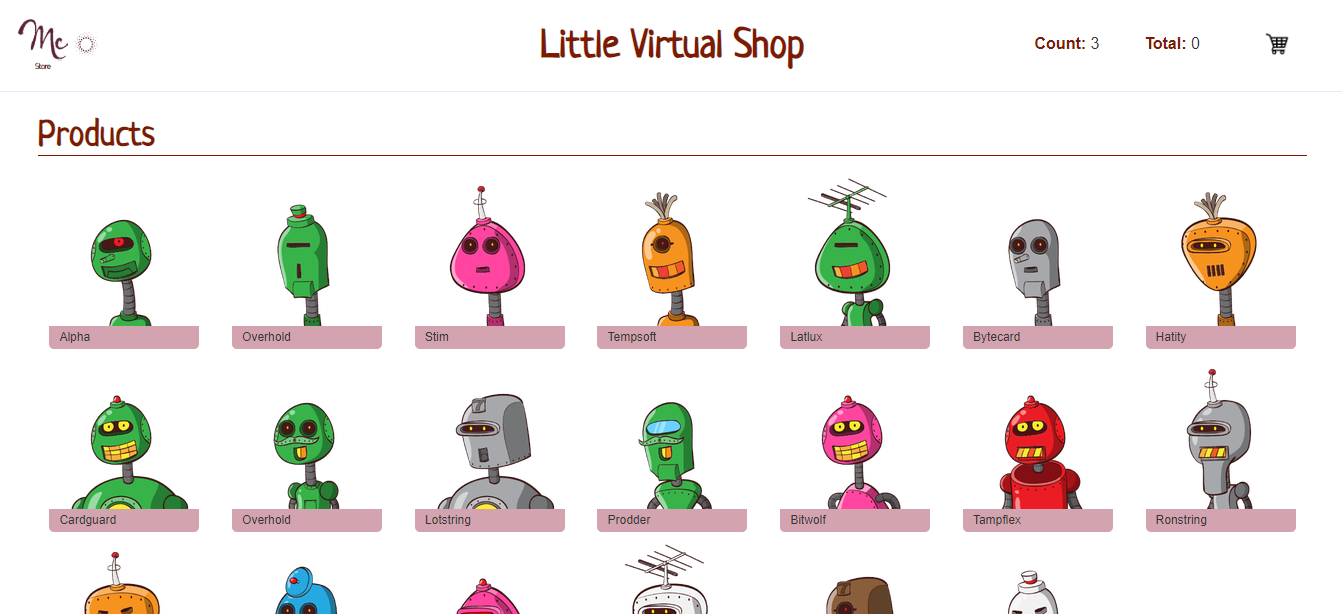 Mc
Store
Little Virtual Shop
Count: 3
Total: 0
Products
Alpha
Overhold
Stim
Tempsoft
Latlux
Bytecard
Hatity
Cardguard
Overhold
Lotstring
Prodder
Bitwolf
Tampflex
Ronstring